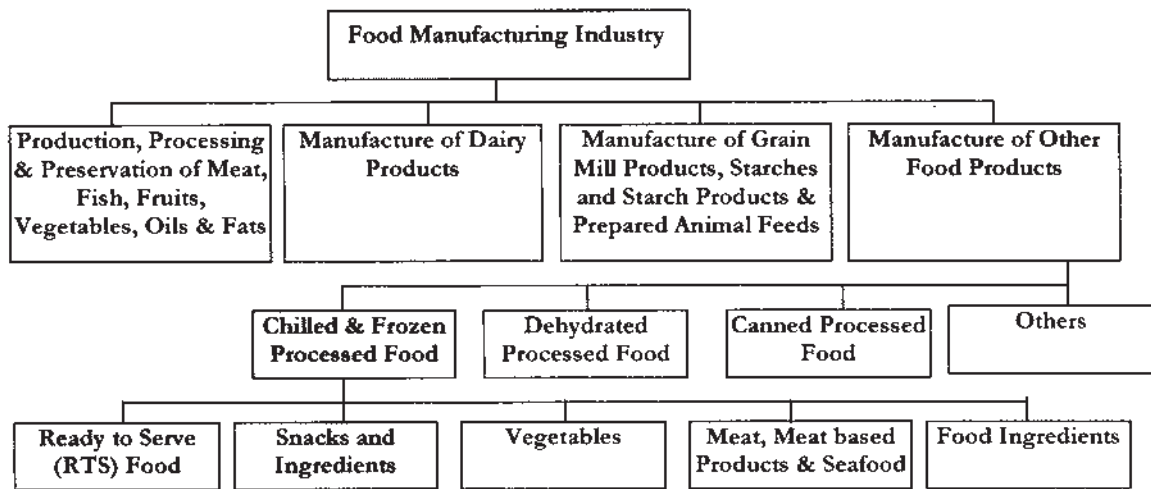 Food Manufacturing Industry
Production, Processing
& Preservation of Meat,
Fish, Fruits,
Vegetables, Oils & Fats
Manufacture of Dairy
Products
Manufacture of Grain
Mill Products, Starches
and Starch Products &
Prepared Animal Feeds
Manufacture of Other
Food Products
Chilled & Frozen
Processed Food
Dehydrated
Processed Food
Canned Processed
Food
Others
Ready to Serve
(RTS) Food
Snacks and
Ingredients
Vegetables
Meat, Meat based
Products & Seafood
Food Ingredients